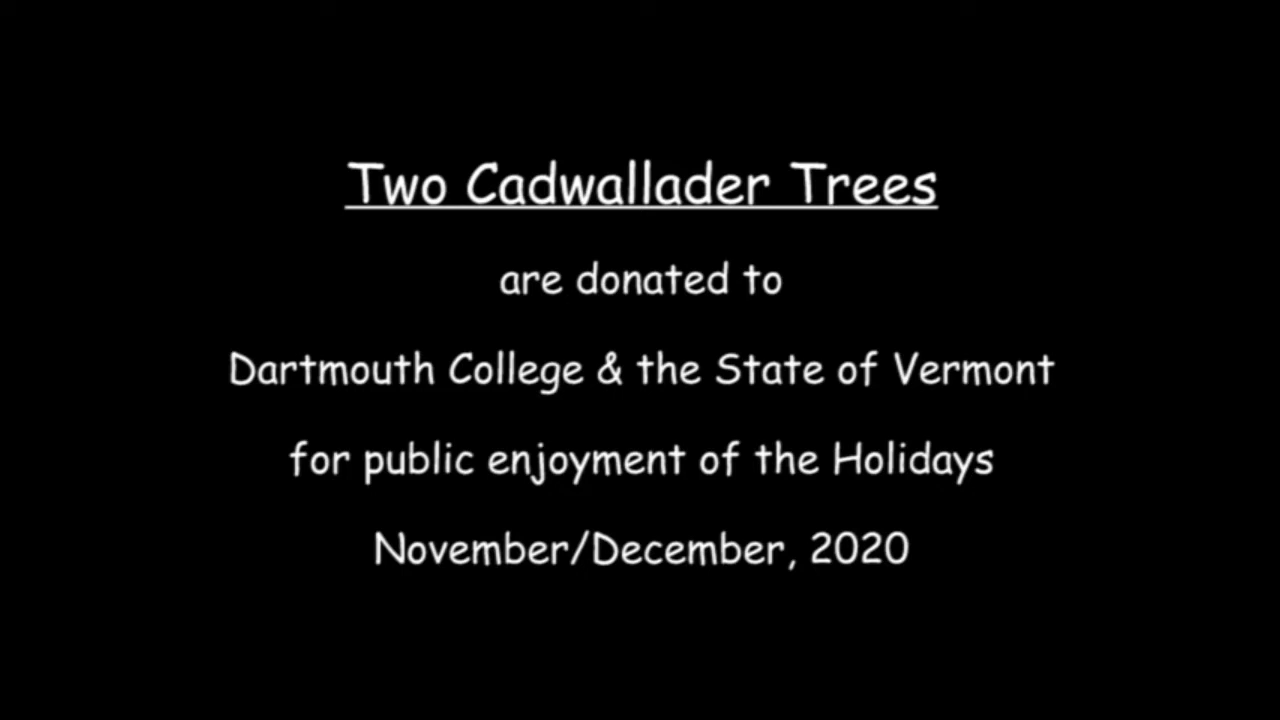 Two Cadwallader Trees
are donated to
Dartmouth College & the State of Vermont
for public enjoyment of the Holidays
November/December, 2020